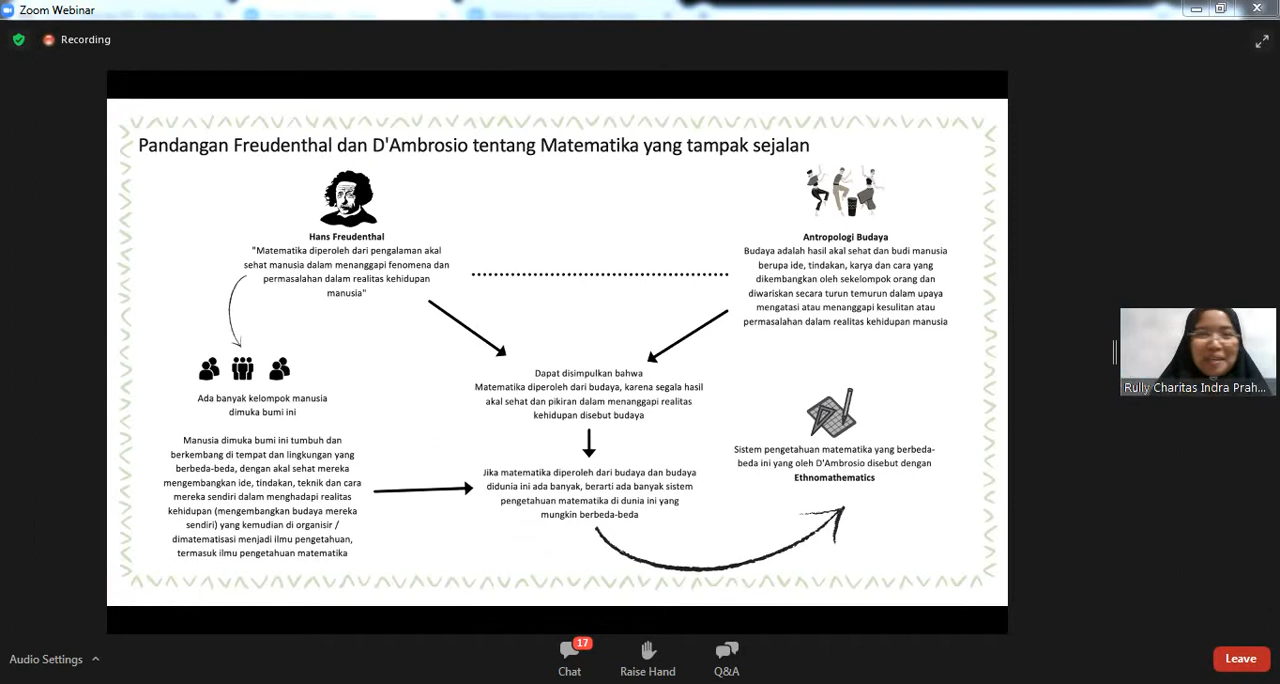 Zoom Webinar
Recording
Pandangan Freudenthal dan D'Ambrosio tentang Matematika yang tampak sejalan
Hans Freudenthal
"Matematika diperoleh dari pengalaman akal
sehat manusia dalam menanggapi fenomena dan
permasalahan dalam realitas kehidupan
manusia"
Antropologi Budaya
Budaya adalah hasil akal sehat dan budi manusia
berupa ide, tindakan, karya dan cara yang
dikembangkan oleh sekelompok orang dan
diwariskan secara turun temurun dalam upaya
mengatasi atau menanggapi kesulitan atau
permasalahan dalam realitas kehidupan manusia
Ada banyak kelompok manusia
dimuka bumi ini
Manusia dimuka bumi ini tumbuh dan
berkembang di tempat dan lingkungan yang
berbeda-beda, dengan akal sehat mereka
mengembangkan ide, tindakan, teknik dan cara
mereka sendiri dalam menghadapi realitas
kehidupan (mengembangkan budaya mereka
sendiri) yang kemudian di organisir /
dimatematisasi menjadi ilmu pengetahuan,
termasuk ilmu pengetahuan matematika
Dapat disimpulkan bahwa
Matematika diperoleh dari budaya, karena segala hasil
akal sehat dan pikiran dalam menanggapi realitas
kehidupan disebut budaya
Jika matematika diperoleh dari budaya dan budaya
didunia ini ada banyak, berarti ada banyak sistem
pengetahuan matematika di dunia ini yang
mungkin berbeda-beda
Sistem pengetahuan matematika yang berbeda-
beda ini yang oleh D'Ambrosio disebut dengan
Ethnomathematics
Rully Charitas Indra Prah...
Audio Settings
17
Chat
Raise Hand
Q&A
Leave